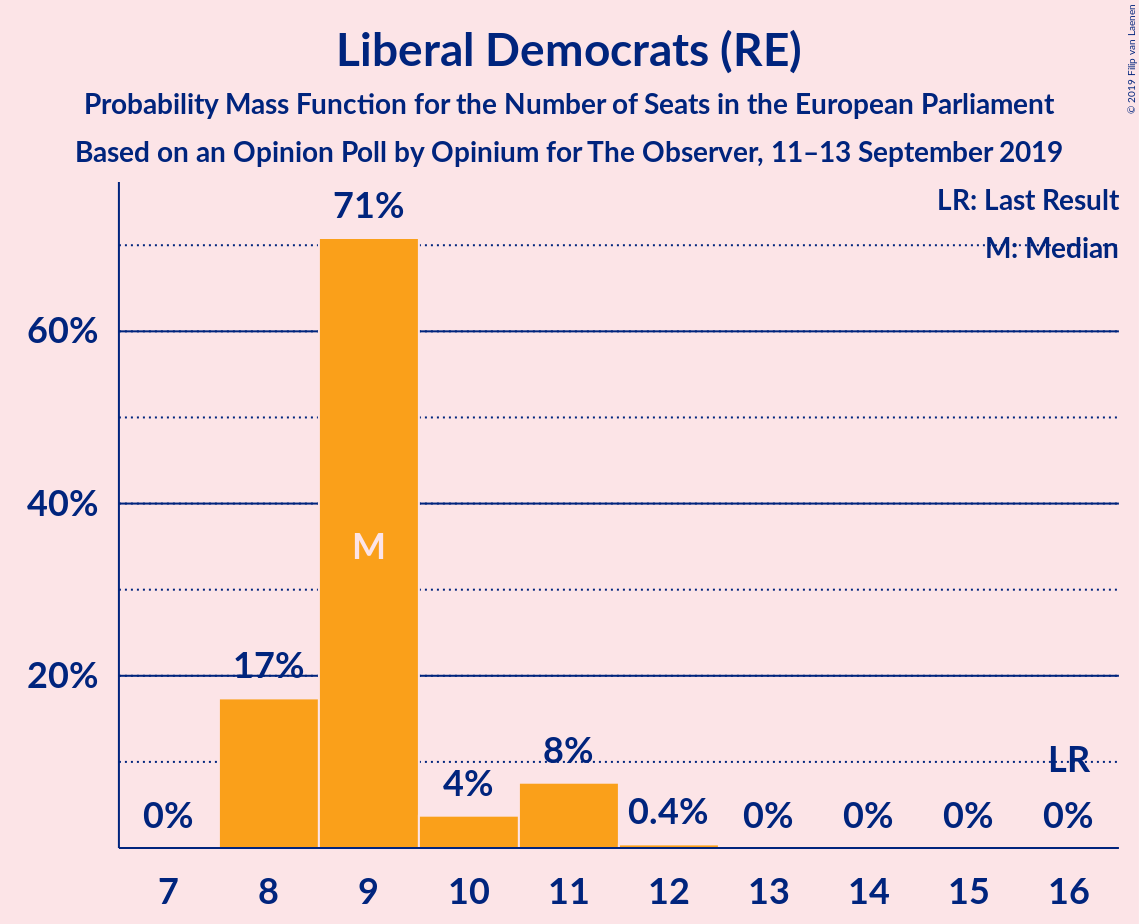 Liberal Democrats (RE)
Probability Mass Function for the Number of Seats in the European Parliament
Based on an Opinion Poll by Opinium for The Observer, 11–13 September 2019
© 2019 Filip van Laenen
LR: Last Result
M: Median
71%
60%
40%
M
17%
20%
8%
4%
LR
0%
0.4%
0%
0%
0%
0%
7
8
9
10
11
12
13
14
15
16